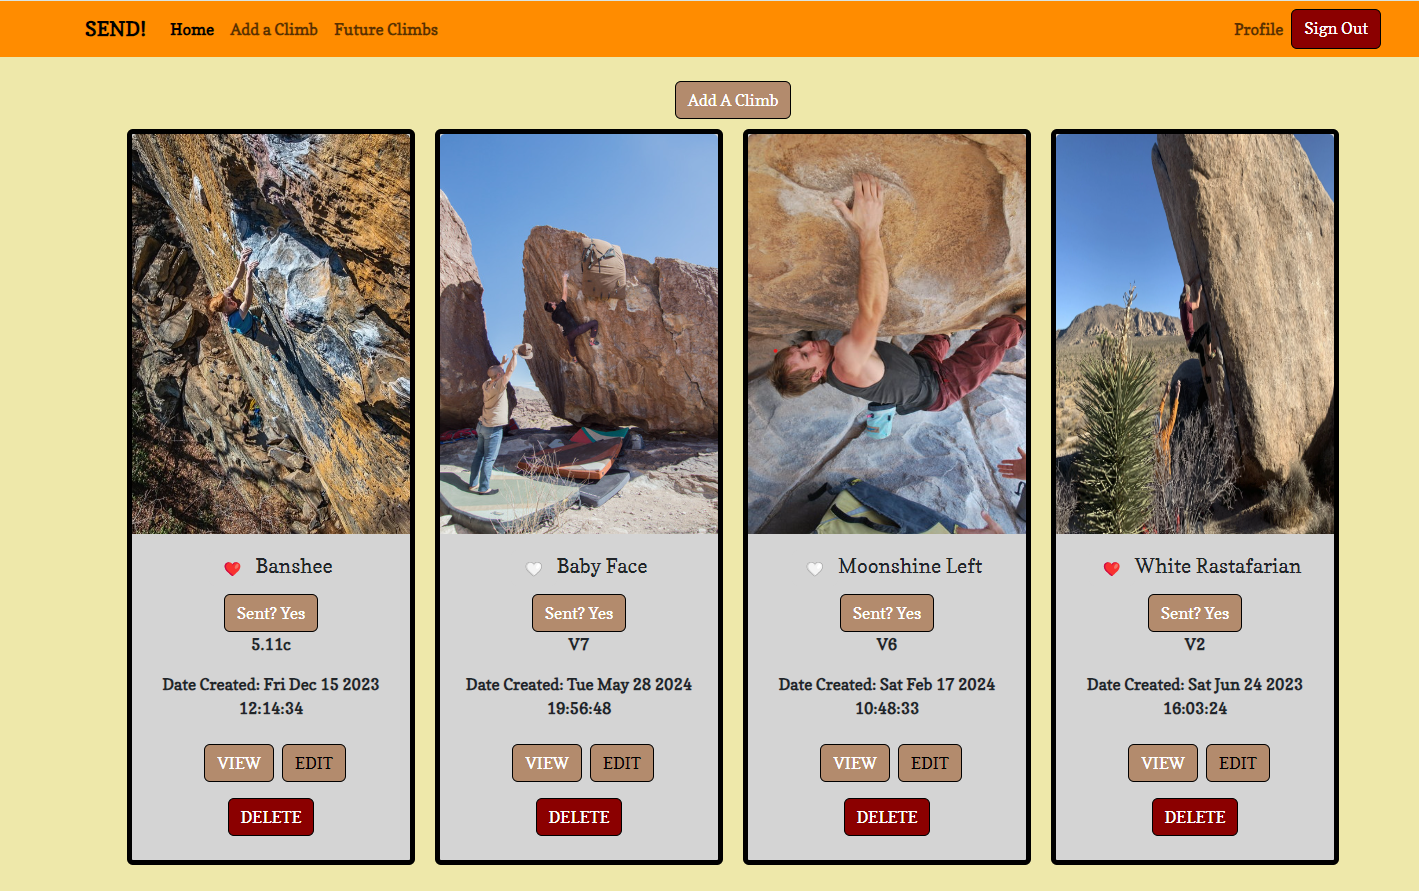 SEND! Home Add a Climb Future Climbs Profile Sign Out
Add A Climb
Banshee
Sent? Yes
5.11c
Date Created: Fri Dec 15 2023
12:14:34
VIEW EDIT
DELETE
Baby Face
Sent? Yes
V7
Date Created: Tue May 28 2024
19:56:48
VIEW EDIT
DELETE
Moonshine Left
Sent? Yes
V6
Date Created: Sat Feb 17 2024
10:48:33
VIEW EDIT
DELETE
White Rastafarian
Sent? Yes
V2
Date Created: Sat Jun 24 2023
16:03:24
VIEW EDIT
DELETE